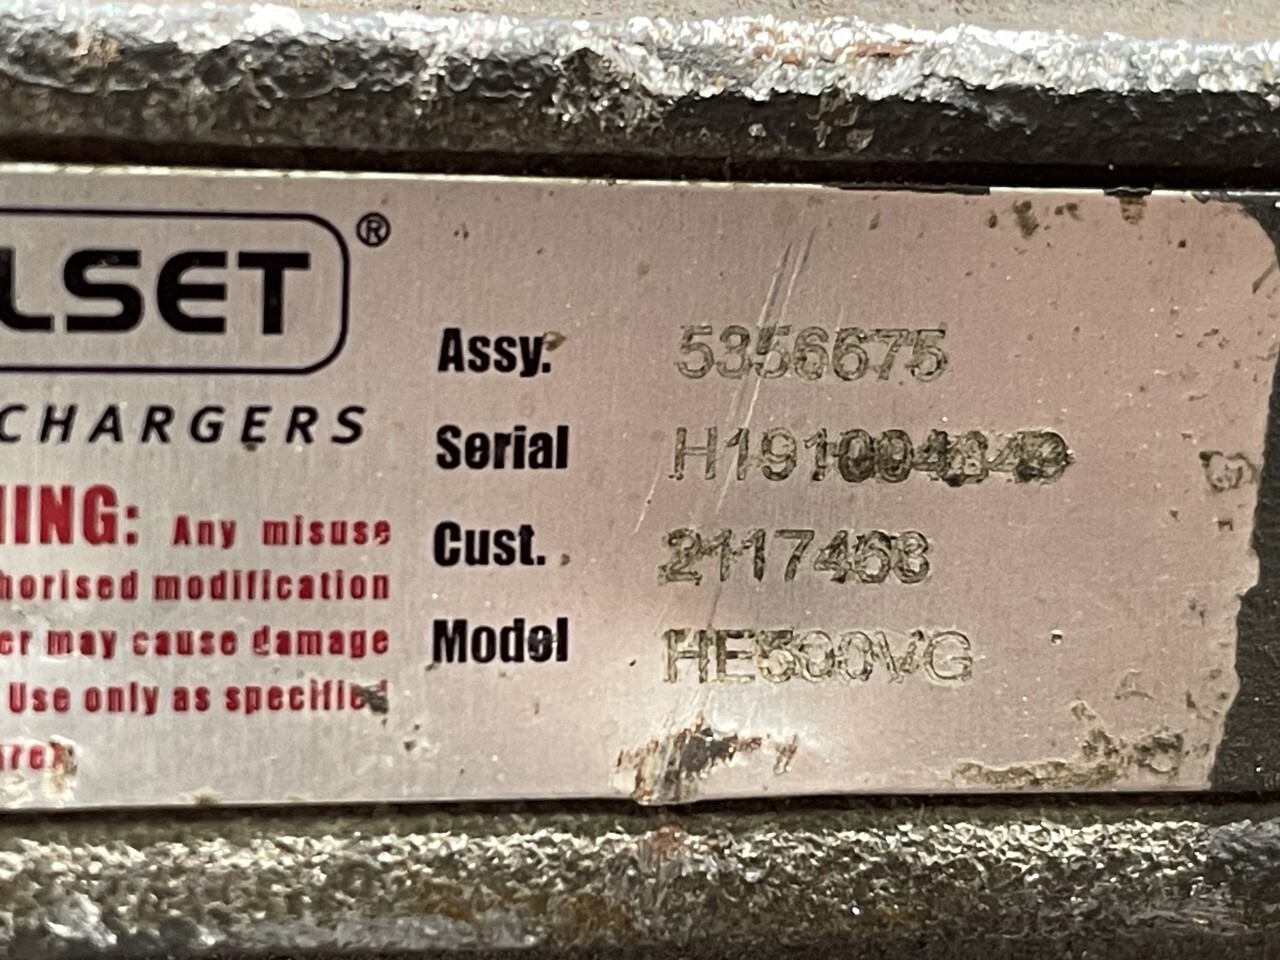 LSET®
CHARGERS
Assy. 5356675
Serial
Cust. 2117468
Model HE500VG
ING: Any misuse
horised modification
er may cause damage
Use only as specified